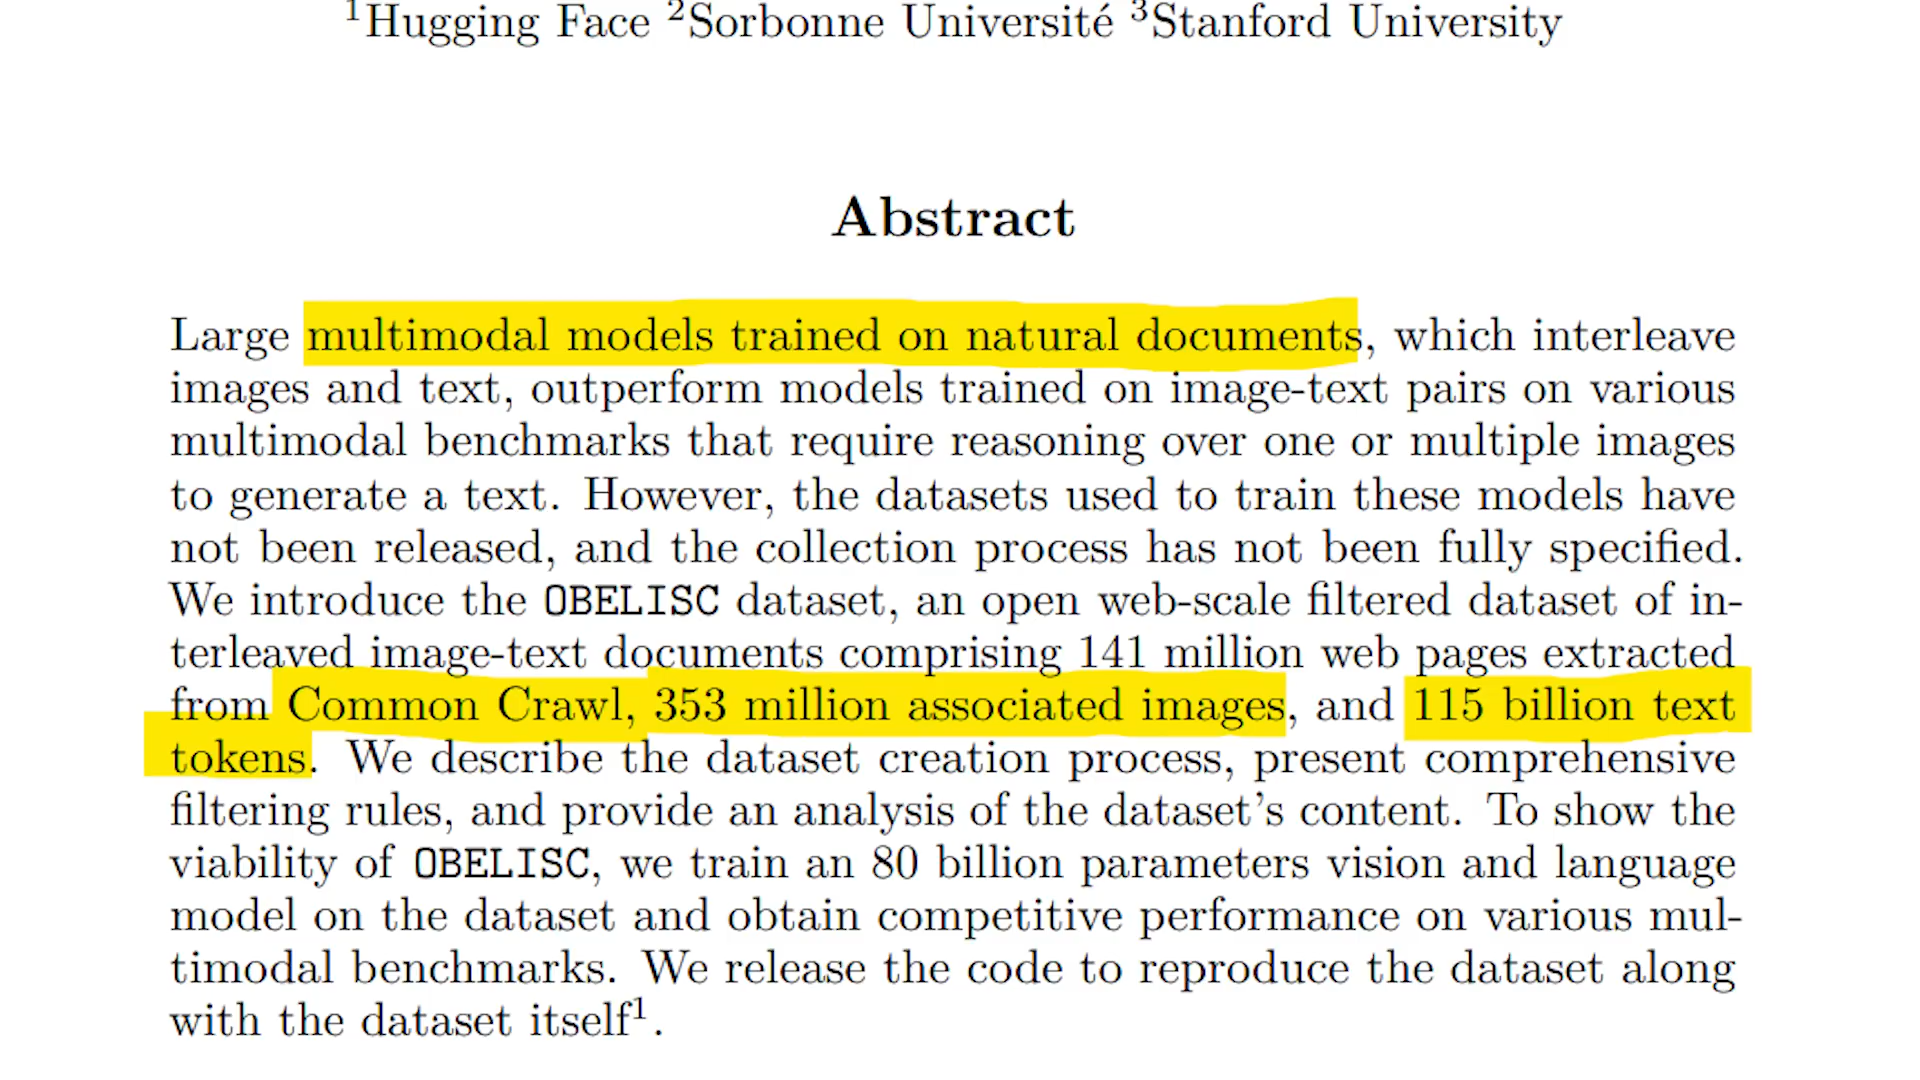 ¹Hugging Face ²Sorbonne Université ³Stanford University
Abstract
Large multimodal models trained on natural documents, which interleave
images and text, outperform models trained on image-text pairs on various
multimodal benchmarks that require reasoning over one or multiple images
to generate a text. However, the datasets used to train these models have
not been released, and the collection process has not been fully specified.
We introduce the OBELISC dataset, an open web-scale filtered dataset of in-
terleaved image-text documents comprising 141 million web pages extracted
from Common Crawl, 353 million associated images, and 115 billion text
tokens. We describe the dataset creation process, present comprehensive
filtering rules, and provide an analysis of the dataset's content. To show the
viability of OBELISC, we train an 80 billion parameters vision and language
model on the dataset and obtain competitive performance on various mul-
timodal benchmarks. We release the code to reproduce the dataset along
with the dataset itself¹.